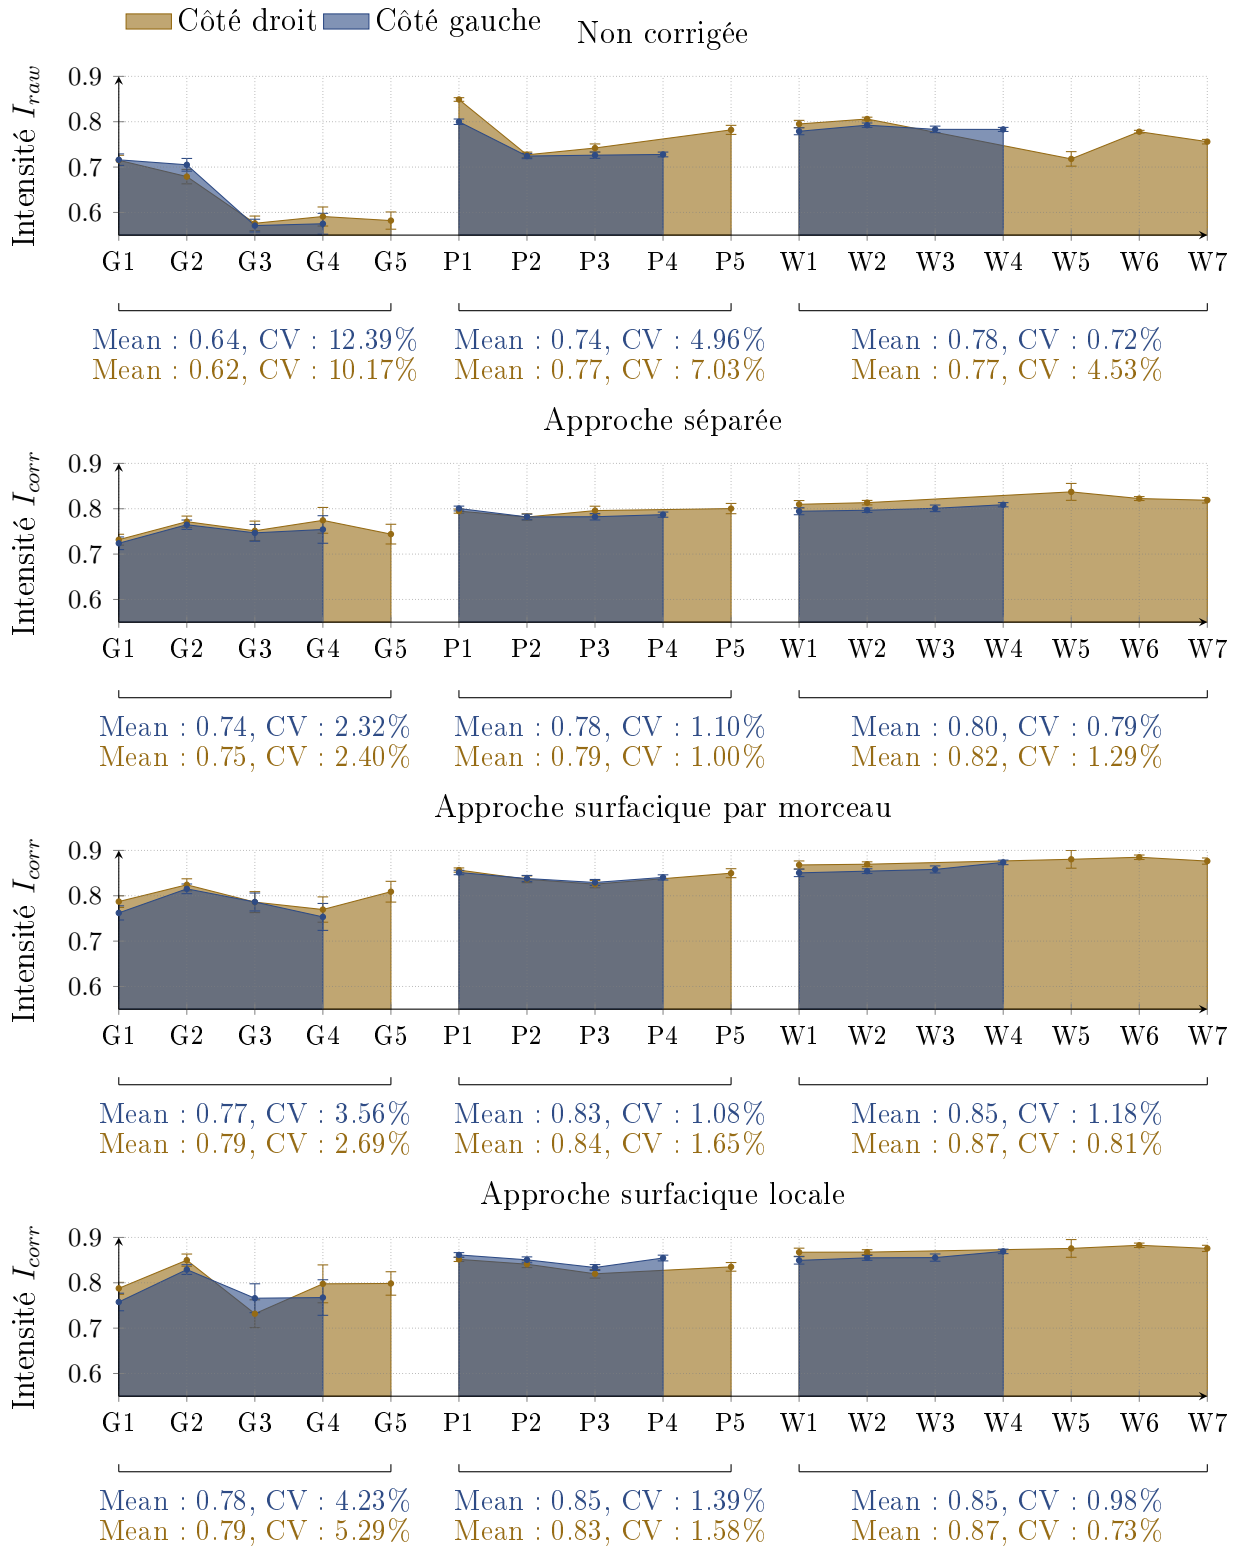 Côté droit Côté gauche
Non corrigée
Intensité I_raw
0.9
0.8
0.7
0.6
G1 G2 G3 G4 G5 P1 P2 P3 P4 P5 W1 W2 W3 W4 W5 W6 W7
Mean : 0.64, CV : 12.39% Mean : 0.74, CV : 4.96% Mean : 0.78, CV : 0.72%
Mean : 0.62, CV : 10.17% Mean : 0.77, CV : 7.03% Mean : 0.77, CV : 4.53%
Approche séparée
Intensité I_corr
0.9
0.8
0.7
0.6
G1 G2 G3 G4 G5 P1 P2 P3 P4 P5 W1 W2 W3 W4 W5 W6 W7
Mean : 0.74, CV : 2.32% Mean : 0.78, CV : 1.10% Mean : 0.80, CV : 0.79%
Mean : 0.75, CV : 2.40% Mean : 0.79, CV : 1.00% Mean : 0.82, CV : 1.29%
Approche surfacique par morceau
Intensité I_corr
0.9
0.8
0.7
0.6
G1 G2 G3 G4 G5 P1 P2 P3 P4 P5 W1 W2 W3 W4 W5 W6 W7
Mean : 0.77, CV : 3.56% Mean : 0.83, CV : 1.08% Mean : 0.85, CV : 1.18%
Mean : 0.79, CV : 2.69% Mean : 0.84, CV : 1.65% Mean : 0.87, CV : 0.81%
Approche surfacique locale
Intensité I_corr
0.9
0.8
0.7
0.6
G1 G2 G3 G4 G5 P1 P2 P3 P4 P5 W1 W2 W3 W4 W5 W6 W7
Mean : 0.78, CV : 4.23% Mean : 0.85, CV : 1.39% Mean : 0.85, CV : 0.98%
Mean : 0.79, CV : 5.29% Mean : 0.83, CV : 1.58% Mean : 0.87, CV : 0.73%